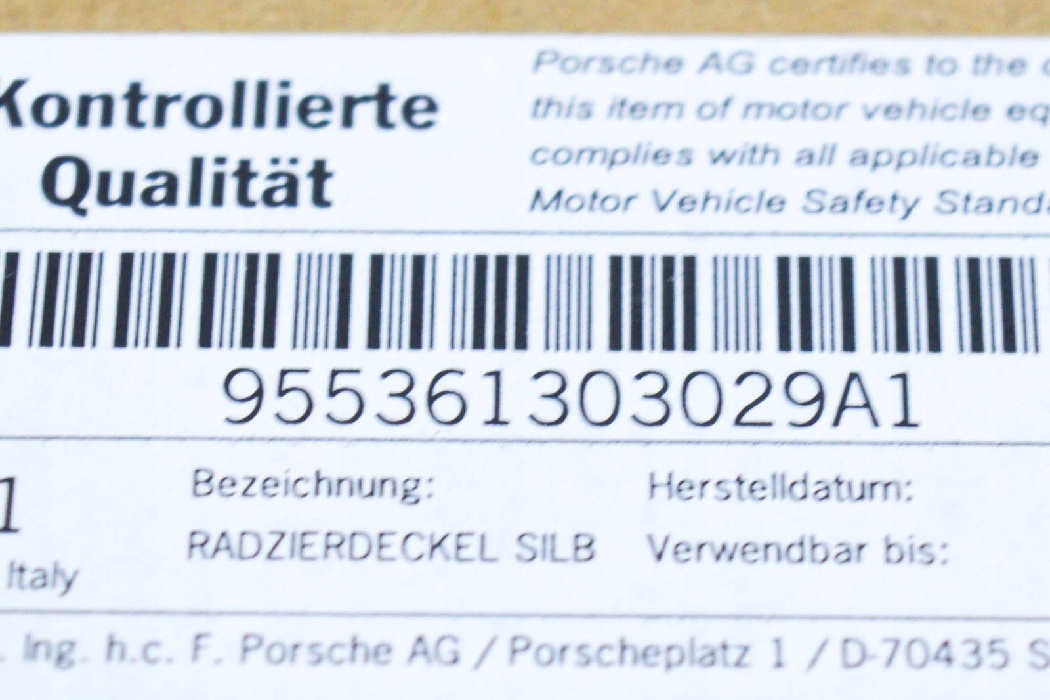 Kontrollierte
Qualität
Porsche AG certifies to the
this item of motor vehicle eq
complies with all applicable
Motor Vehicle Safety Standa
955361303029A1
1
Italy
Bezeichnung:
RADZIERDECKEL SILB
Herstelldatum:
Verwendbar bis:
. Ing. h.c. F. Porsche AG / Porscheplatz 1 / D-70435 S